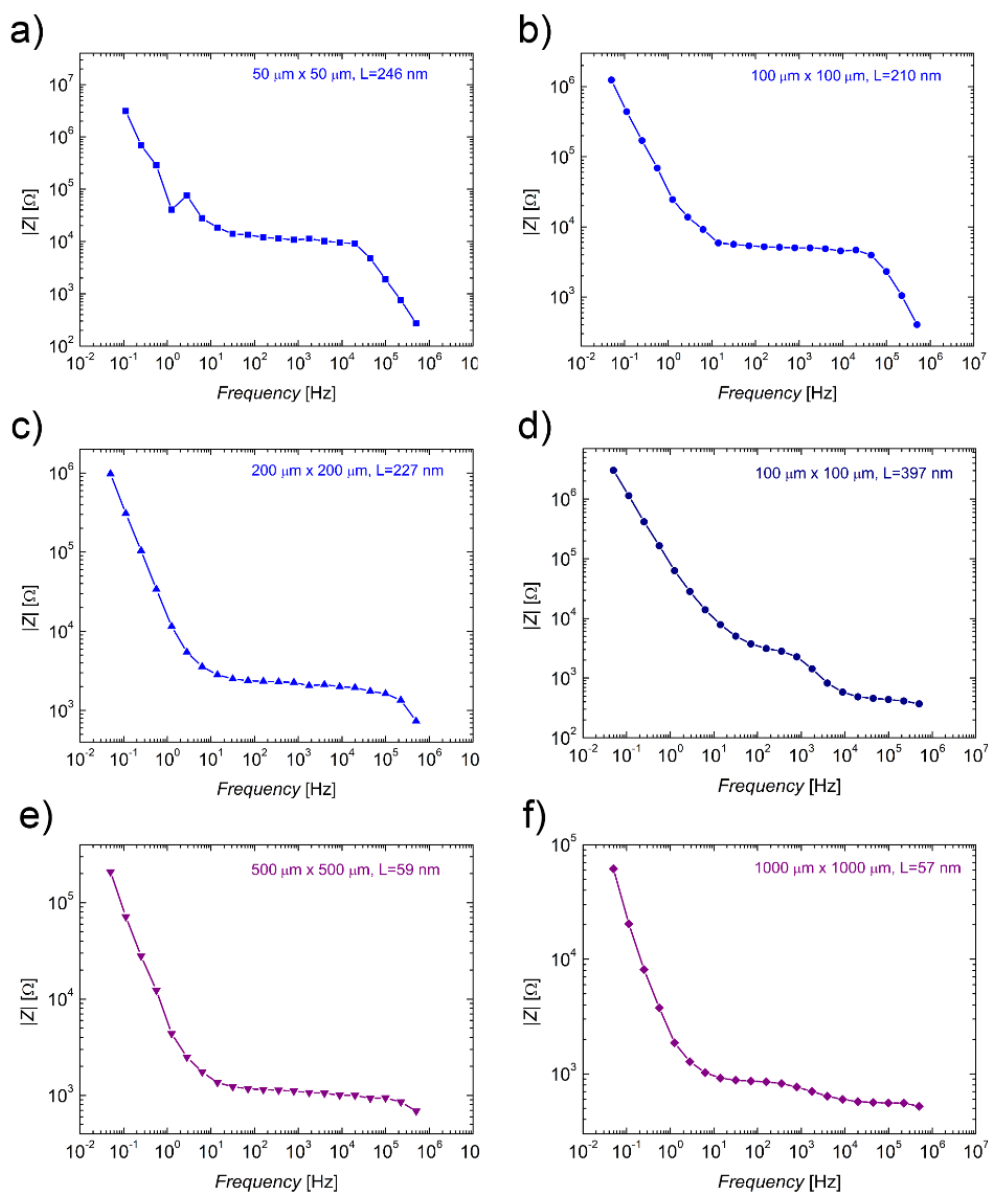 a)
50 μm x 50 μm, L=246 nm
10^7
10^6
10^5
10^4
10^3
10^2
|Z| [Ω]
10^-2 10^-1 10^0 10^1 10^2 10^3 10^4 10^5 10^6 10
Frequency [Hz]
b)
100 μm x 100 μm, L=210 nm
10^6
10^5
10^4
10^3
|Z| [Ω]
10^-2 10^-1 10^0 10^1 10^2 10^3 10^4 10^5 10^6 10^7
Frequency [Hz]
c)
200 μm x 200 μm, L=227 nm
10^6
10^5
10^4
10^3
|Z| [Ω]
10^-2 10^-1 10^0 10^1 10^2 10^3 10^4 10^5 10^6 10
Frequency [Hz]
d)
100 μm x 100 μm, L=397 nm
10^6
10^5
10^4
10^3
10^2
|Z| [Ω]
10^-2 10^-1 10^0 10^1 10^2 10^3 10^4 10^5 10^6 10^7
Frequency [Hz]
e)
500 μm x 500 μm, L=59 nm
10^5
10^4
10^3
|Z| [Ω]
10^-2 10^-1 10^0 10^1 10^2 10^3 10^4 10^5 10^6 10
Frequency [Hz]
f)
1000 μm x 1000 μm, L=57 nm
10^5
10^4
10^3
|Z| [Ω]
10^-2 10^-1 10^0 10^1 10^2 10^3 10^4 10^5 10^6 10^7
Frequency [Hz]